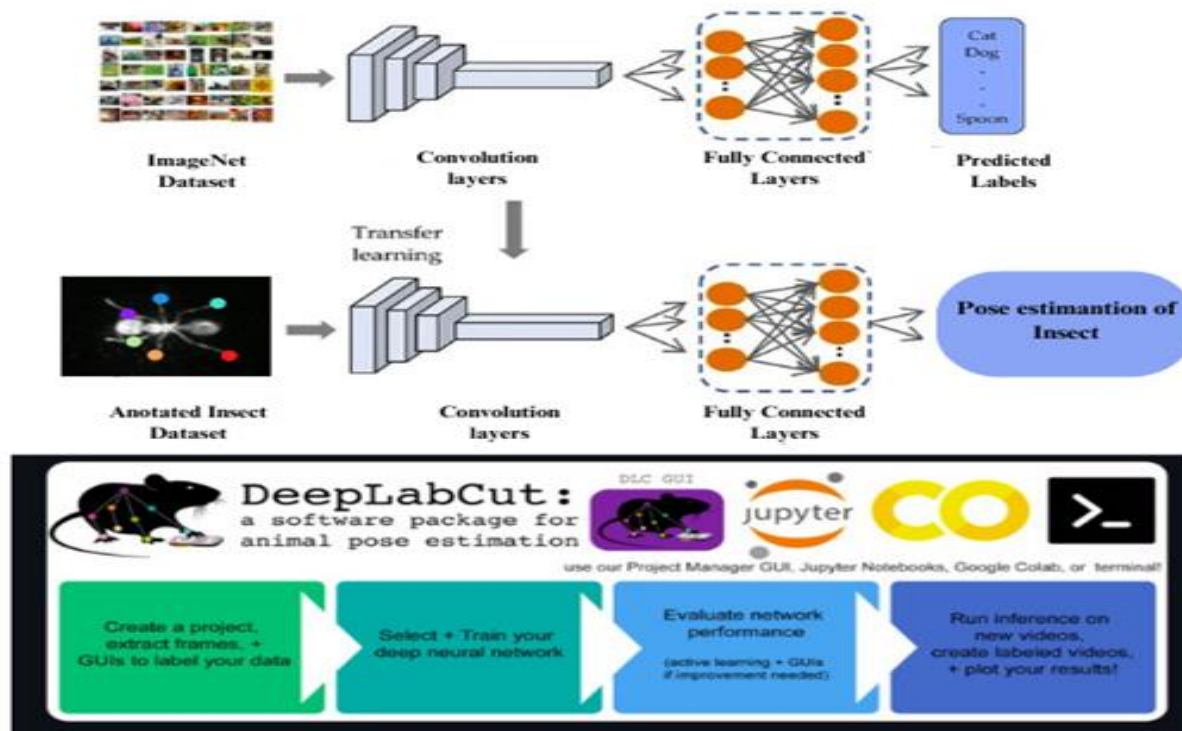 Cat
Dog
-
-
-
Spoon
ImageNet
Dataset
Convolution
layers
Fully Connected`
Layers
Predicted
Labels
Transfer
learning
Pose estimantion of
Insect
Anotated Insect
Dataset
Convolution
layers
Fully Connected
Layers
DeepLabCut:
a software package for
animal pose estimation
DLC GUI
jupyter
CO
>_
use our Project Manager GUI, Jupyter Notebooks, Google Colab, or terminal!
Create a project,
extract frames, +
GUIs to label your data
Select + Train your
deep neural network
Evaluate network
performance
(active learning + GUIs
if improvement needed)
Run inference on
new videos,
create labeled videos,
+ plot your results!